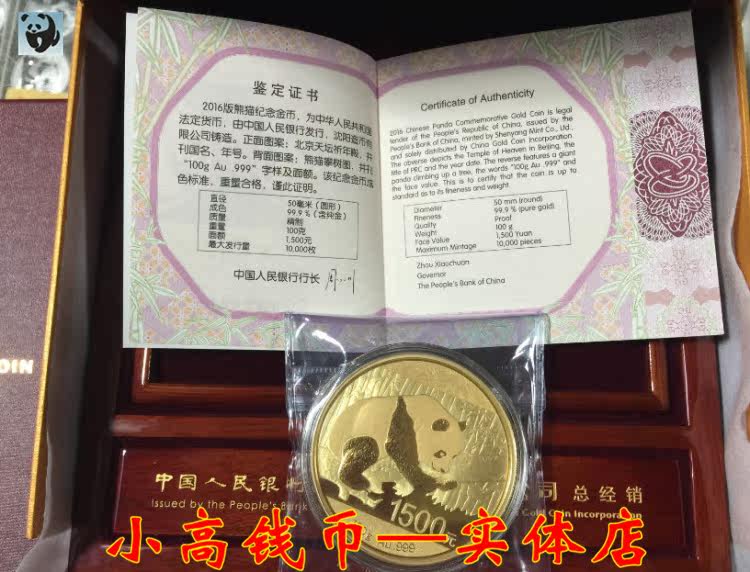 鉴定证书
2016版熊猫纪念金币，为中华人民共和国
法定货币，由中国人民银行发行，沈阳造币有
限公司铸造。正面图案：北京天坛祈年殿，并
刊国名、年号。背面图案：熊猫攀树图，并刊
"100g Au .999"字样及面额。该纪念金币成
色标准，重量合格，谨此证明。
直径 50毫米（圆形）
成色 99.9%（含纯金）
质量 精制
重量 100克
面额 1,500元
最大发行量 10,000枚
中国人民银行行长
Certificate of Authenticity
2016 Chinese Panda Commemorative Gold Coin is legal
tender of the People's Republic of China, issued by the
People's Bank of China, minted by Shenyang Mint Co., Ltd.,
and solely distributed by China Gold Coin Incorporation
The obverse depicts the Temple of Heaven in Beijing, the
title of PRC and the year date. The reverse features a giant
panda climbing up a tree, the words "100g Au .999" and
the face value. This is to certify that the coin is up to
standard as to its fineness and weight.
Diameter 50 mm (round)
Fineness 99.9% (pure gold)
Quality Proof
Weight 100 g
Face Value 1,500 Yuan
Maximum Mintage 10,000 pieces
Zhou Xiaochuan
Governor
The People's Bank of China
OIN
1500元
Au .999
中国人民银行
Issued by the People's Bank
公司 总经销
Gold Coin Incorporation
小高钱币—实体店